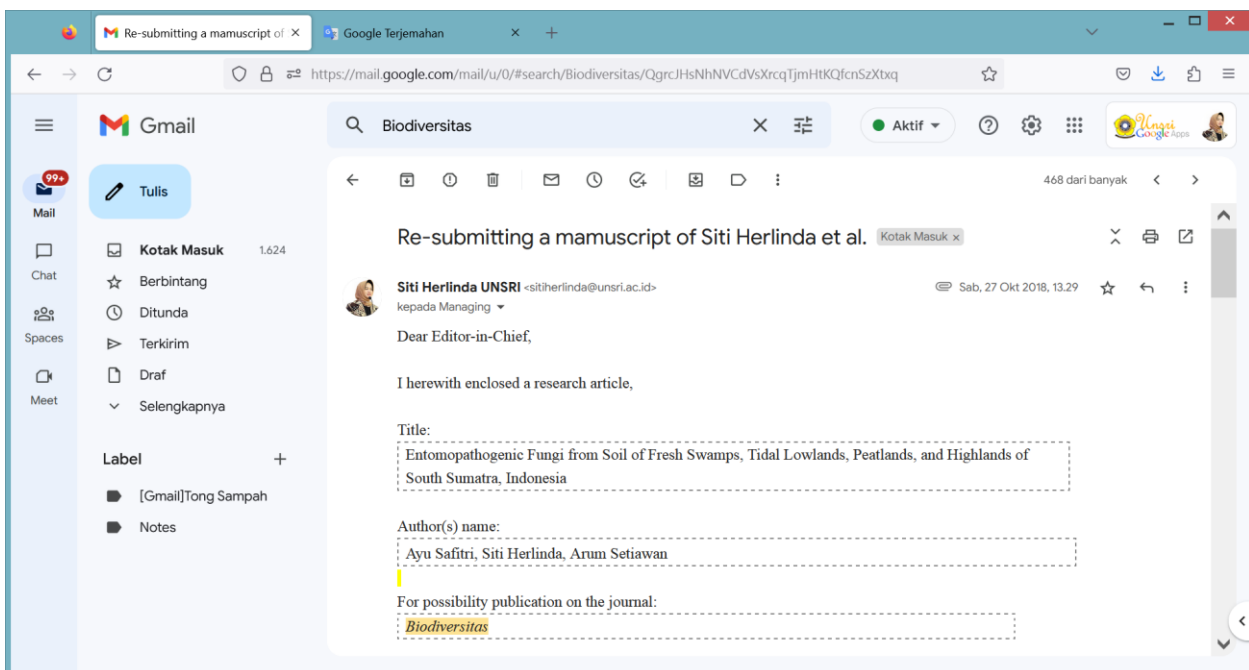 Re-submitting a mamuscript of
Google Terjemahan
https://mail.google.com/mail/u/0/#search/Biodiversitas/QgrcJHsNhNVCdVsXrcqTjmHtKQfcnSzXtxq
Gmail
Biodiversitas
Aktif
Unsri
Google Apps
99+
Mail
Chat
Spaces
Meet
Tulis
Kotak Masuk 1.624
Berbintang
Ditunda
Terkirim
Draf
Selengkapnya
Label
[Gmail]Tong Sampah
Notes
468 dari banyak
Re-submitting a mamuscript of Siti Herlinda et al. Kotak Masuk x
Siti Herlinda UNSRI <sitiherlinda@unsri.ac.id> Sab, 27 Okt 2018, 13.29
kepada Managing
Dear Editor-in-Chief,
I herewith enclosed a research article,
Title:
Entomopathogenic Fungi from Soil of Fresh Swamps, Tidal Lowlands, Peatlands, and Highlands of
South Sumatra, Indonesia
Author(s) name:
Ayu Safitri, Siti Herlinda, Arum Setiawan
For possibility publication on the journal:
Biodiversitas